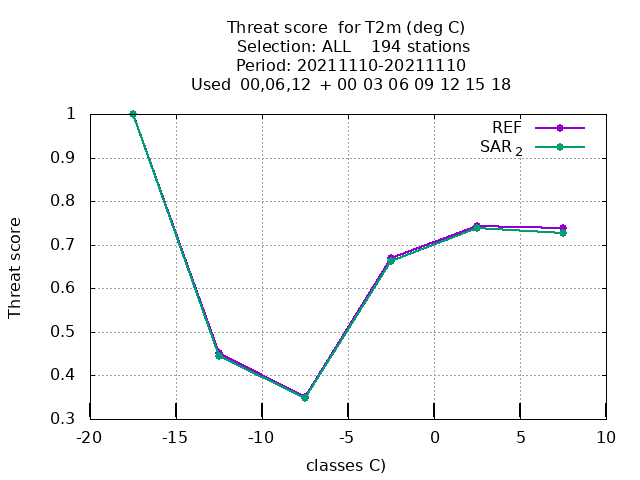 Threat score  for T2m (deg C)
Selection: ALL    194 stations
Period: 20211110-20211110
Used  00,06,12  + 00 03 06 09 12 15 18
REF
SAR 2
1
0.9
0.8
0.7
0.6
0.5
0.4
0.3
Threat score
-20 -15 -10 -5 0 5 10
classes C)